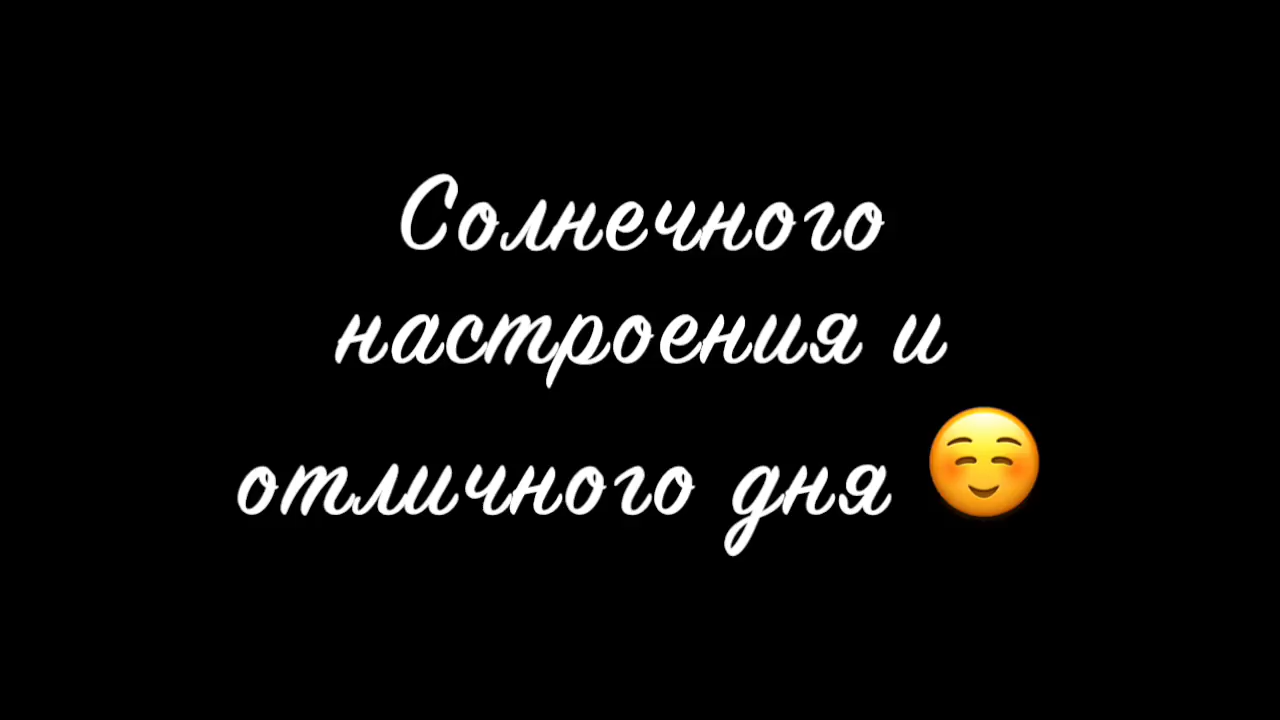 Солнечного
настроения и
отличного дня ☺️